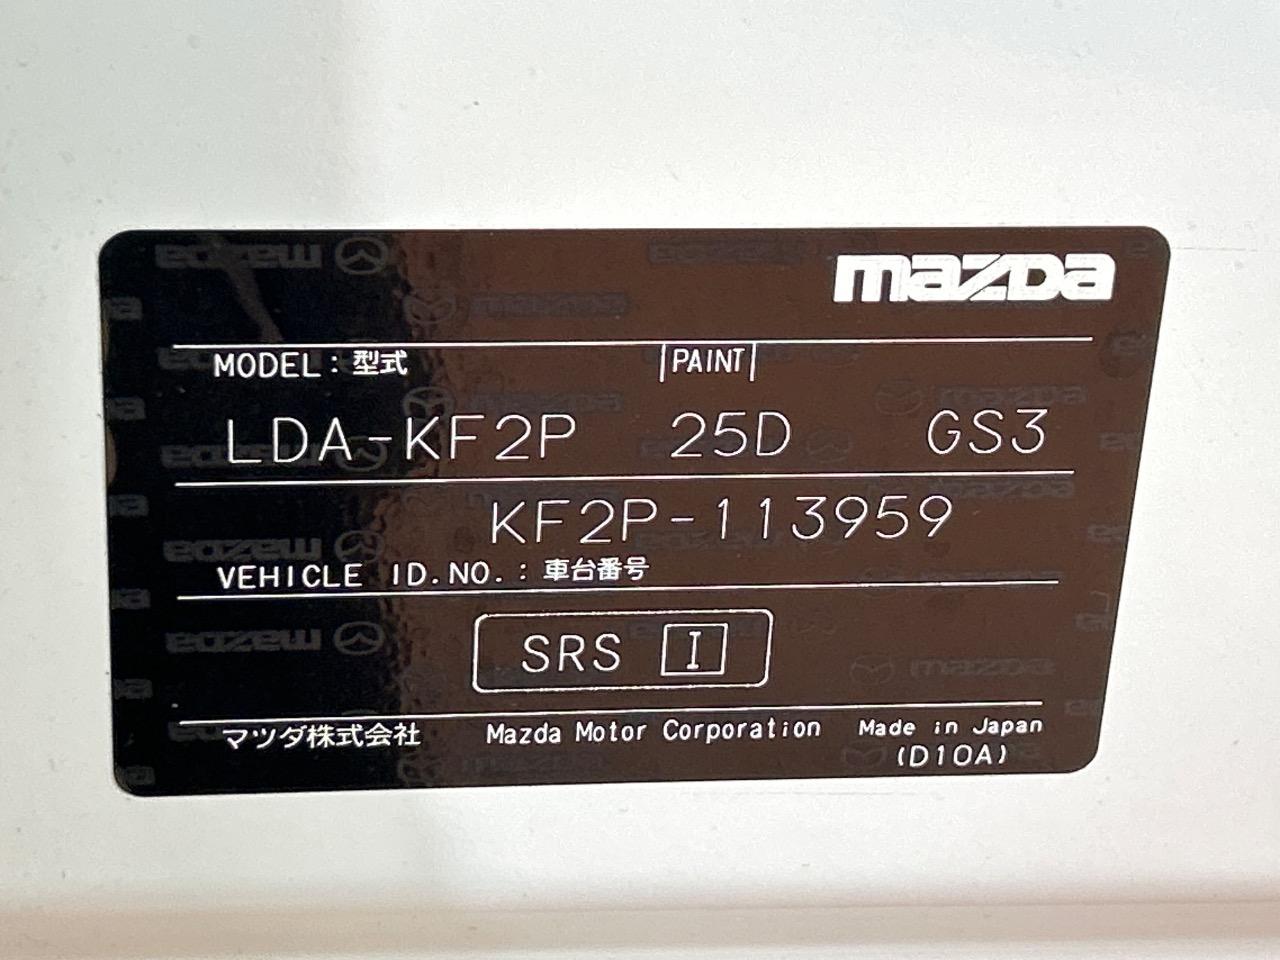 mazda
MODEL : 型式 |PAINT|
LDA-KF2P 25D GS3
KF2P-113959
VEHICLE ID.NO. : 車台番号
SRS I
マツダ株式会社 Mazda Motor Corporation Made in Japan
(D10A)